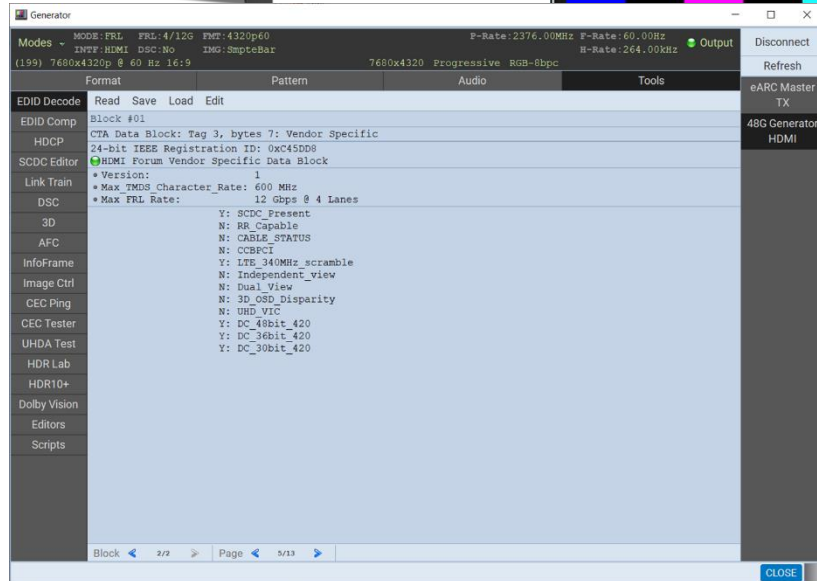 Generator
Modes
MODE:FRL FRL:4/12G FMT:4320p60
INTF:HDMI DSC:No IMG:SmpteBar
P-Rate:2376.00MHz F-Rate:60.00Hz
H-Rate:264.00kHz
Output
(199) 7680x4320p @ 60 Hz 16:9
7680x4320 Progressive RGB-8bpc
Disconnect
Refresh
eARC Master TX
48G Generator HDMI
Format Pattern Audio Tools
EDID Decode
EDID Comp
HDCP
SCDC Editor
Link Train
DSC
3D
AFC
InfoFrame
Image Ctrl
CEC Ping
CEC Tester
UHDA Test
HDR Lab
HDR10+
Dolby Vision
Editors
Scripts
Read Save Load Edit
Block #01
CTA Data Block: Tag 3, bytes 7: Vendor Specific
24-bit IEEE Registration ID: 0xC45DD8
HDMI Forum Vendor Specific Data Block
Version: 1
Max_TMDS_Character_Rate: 600 MHz
Max FRL Rate: 12 Gbps @ 4 Lanes
Y: SCDC_Present
N: RR_Capable
N: CABLE_STATUS
N: CCBPCI
Y: LTE_340MHz_scramble
N: Independent_view
N: Dual_View
N: 3D_OSD_Disparity
N: UHD_VIC
Y: DC_48bit_420
Y: DC_36bit_420
Y: DC_30bit_420
Block 2/2 Page 5/13
CLOSE